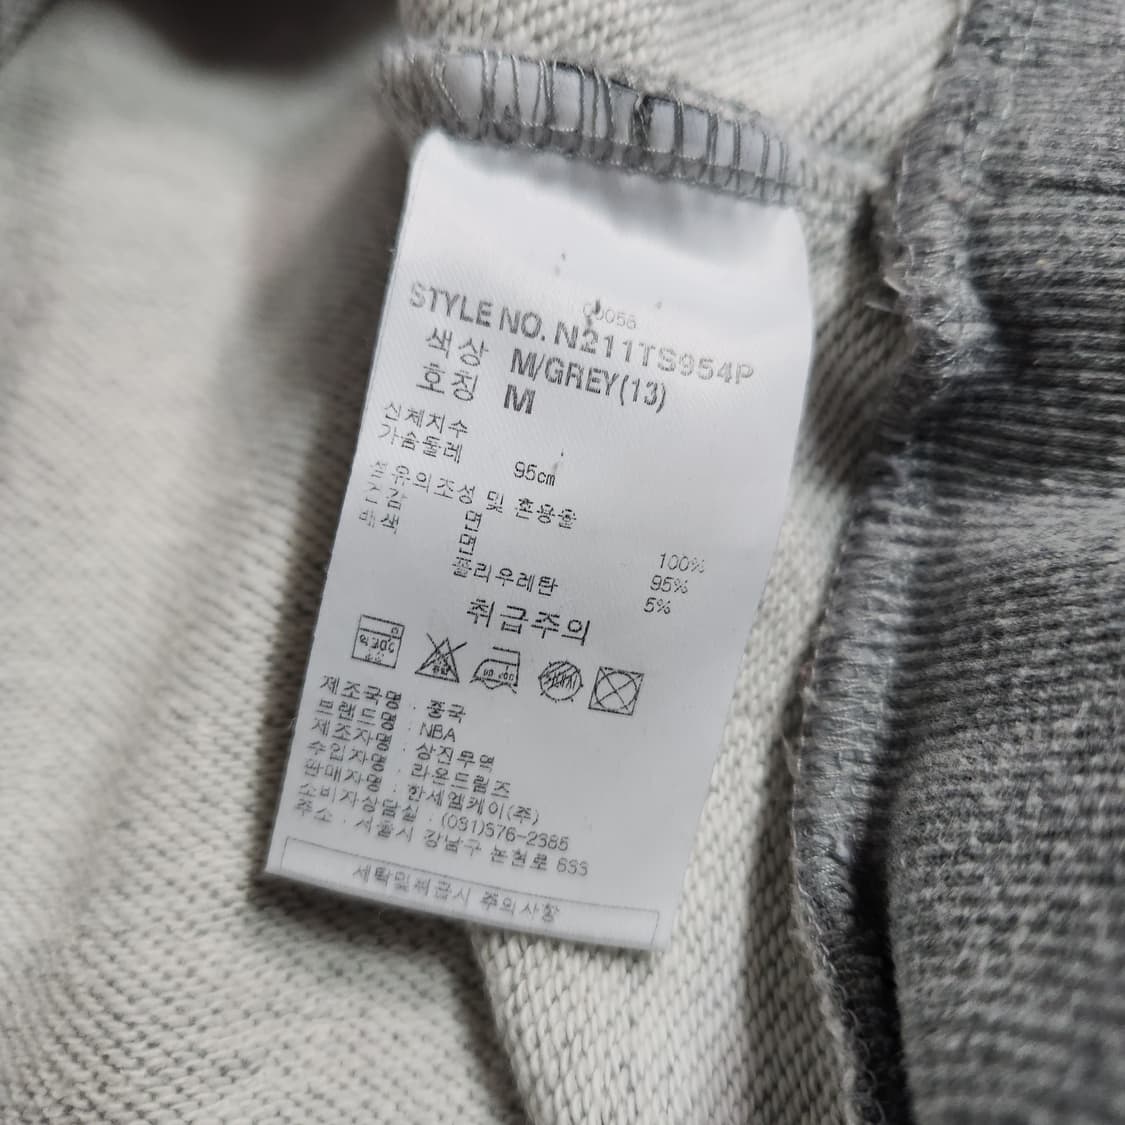 00058
STYLE NO. N211TS954P
색상 M/GREY(13)
호칭 M
신체치수
가슴둘레 95cm
섬유의조성 및 혼용율
겉감 면 100%
배색 면 95%
폴리우레탄 5%
취급주의
제조국명 : 중국
브랜드명 : NBA
제조자명 : 상진무역
수입자명 : 라온드림즈
판매자명 : 한세엠케이(주)
소비자상담실 : (031)576-2385
주소 : 서울시 강남구 논현로 633
세탁및취급시 주의사항